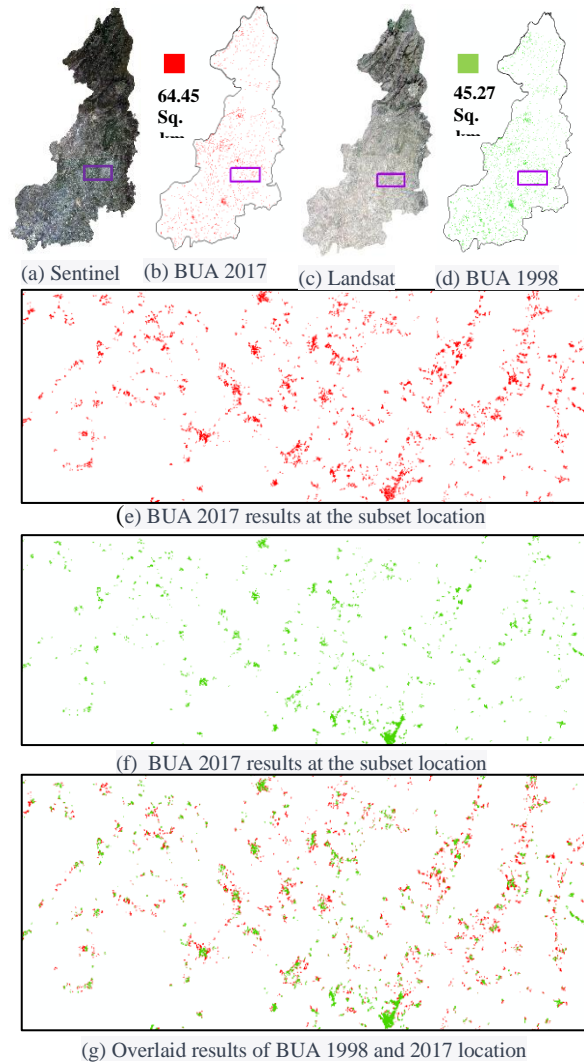 64.45
Sq.
45.27
Sq.
(a) Sentinel
(b) BUA 2017
(c) Landsat
(d) BUA 1998
(e) BUA 2017 results at the subset location
(f) BUA 2017 results at the subset location
(g) Overlaid results of BUA 1998 and 2017 location